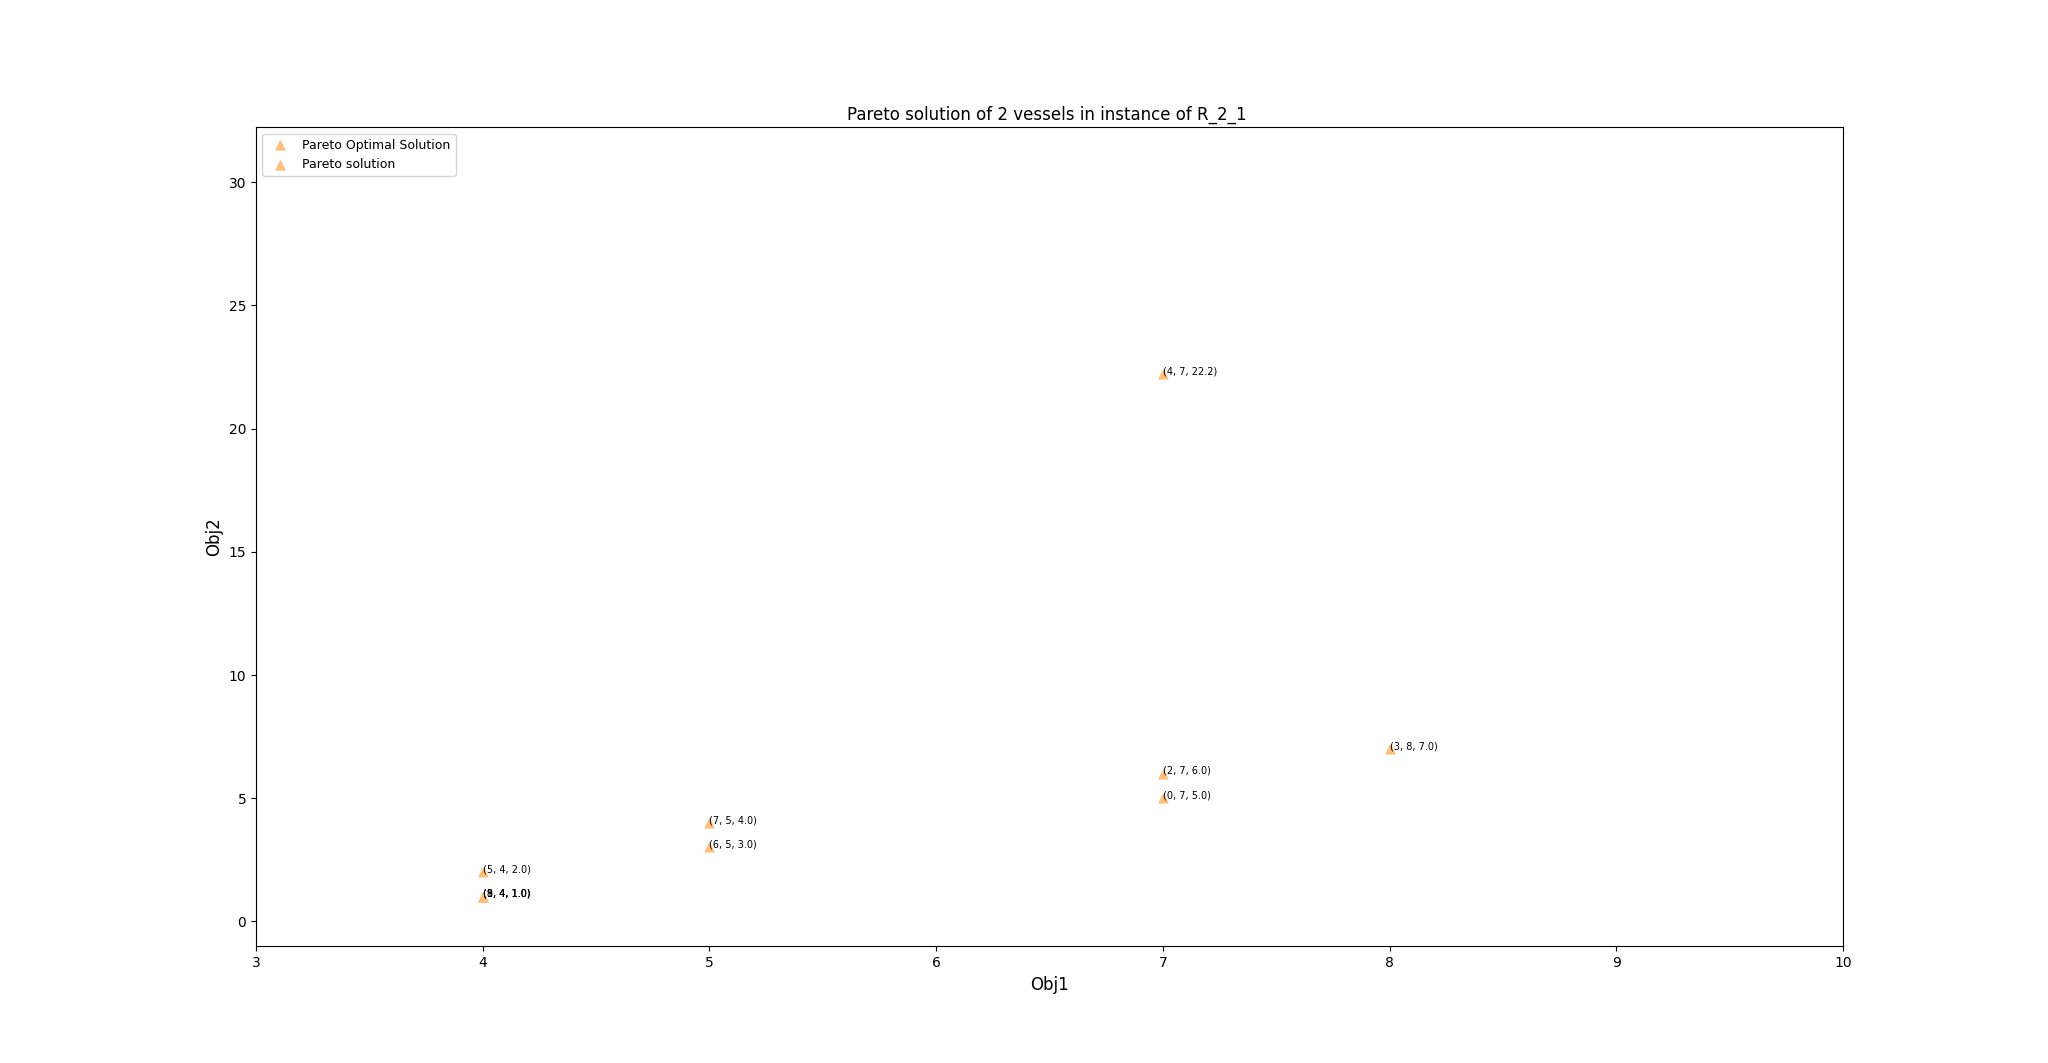 Pareto solution of 2 vessels in instance of R_2_1
Pareto Optimal Solution
Pareto solution
30
25
20
15
10
5
0
Obj2
(4, 7, 22.2)
(3, 8, 7.0)
(2, 7, 6.0)
(0, 7, 5.0)
(7, 5, 4.0)
(6, 5, 3.0)
(5, 4, 2.0)
4, 1.0)
3
4
5
6
7
8
9
10
Obj1